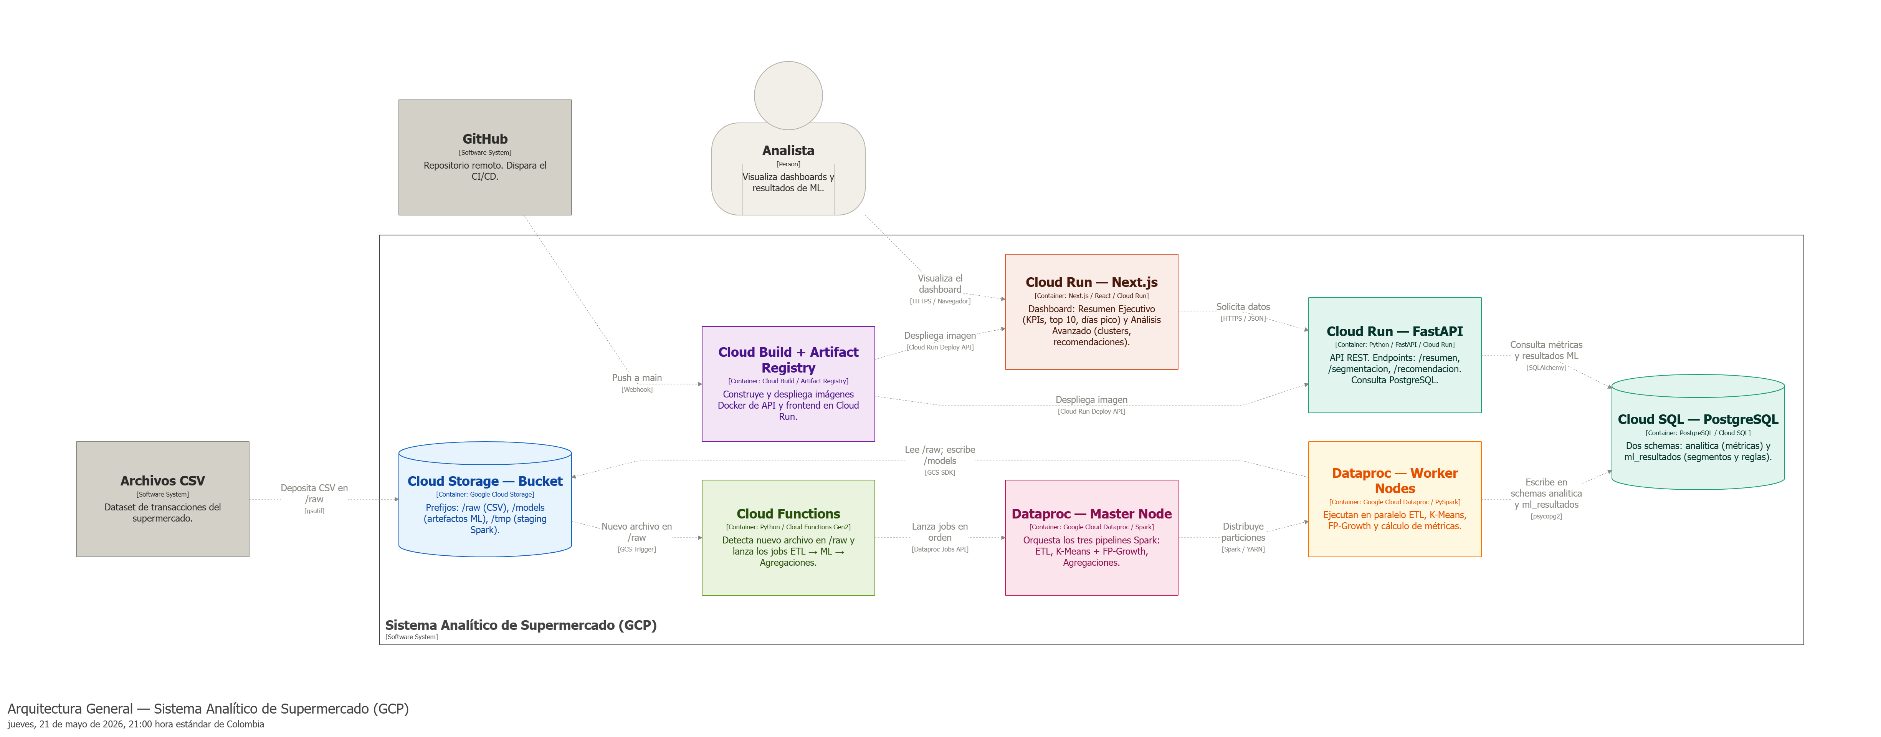 GitHub
[Software System]
Repositorio remoto. Dispara el
CI/CD.
Analista
[Person]
Visualiza dashboards y
resultados de ML.
Visualiza el
dashboard
[HTTPS / Navegador]
Cloud Run — Next.js
[Container: Next.js / React / Cloud Run]
Dashboard: Resumen Ejecutivo
(KPIs, top 10, días pico) y Análisis
Avanzado (clusters,
recomendaciones).
Solicita datos
[HTTPS / JSON]
Cloud Run — FastAPI
[Container: Python / FastAPI / Cloud Run]
API REST. Endpoints: /resumen,
/segmentacion, /recomendacion.
Consulta PostgreSQL.
Despliega imagen
[Cloud Run Deploy API]
Cloud Build + Artifact
Registry
[Container: Cloud Build / Artifact Registry]
Construye y despliega imágenes
Docker de API y frontend en Cloud
Run.
Push a main
[Webhook]
Despliega imagen
[Cloud Run Deploy API]
Consulta métricas
y resultados ML
[SQLAlchemy]
Cloud SQL — PostgreSQL
[Container: PostgreSQL / Cloud SQL]
Dos schemas: analitica (métricas) y
ml_resultados (segmentos y reglas).
Archivos CSV
[Software System]
Dataset de transacciones del
supermercado.
Deposita CSV en
/raw
[gsutil]
Cloud Storage — Bucket
[Container: Google Cloud Storage]
Prefijos: /raw (CSV), /models
(artefactos ML), /tmp (staging
Spark).
Lee /raw; escribe
/models
[GCS SDK]
Nuevo archivo en
/raw
[GCS Trigger]
Cloud Functions
[Container: Python / Cloud Functions Gen2]
Detecta nuevo archivo en /raw y
lanza los jobs ETL → ML →
Agregaciones.
Lanza jobs en
orden
[Dataproc Jobs API]
Dataproc — Master Node
[Container: Google Cloud Dataproc / Spark]
Orquesta los tres pipelines Spark:
ETL, K-Means + FP-Growth,
Agregaciones.
Distribuye
particiones
[Spark / YARN]
Dataproc — Worker
Nodes
[Container: Google Cloud Dataproc / PySpark]
Ejecutan en paralelo ETL, K-Means,
FP-Growth y cálculo de métricas.
Escribe en
schemas analitica
y ml_resultados
[psycopg2]
Sistema Analítico de Supermercado (GCP)
[Software System]
Arquitectura General — Sistema Analítico de Supermercado (GCP)
jueves, 21 de mayo de 2026, 21:00 hora estándar de Colombia